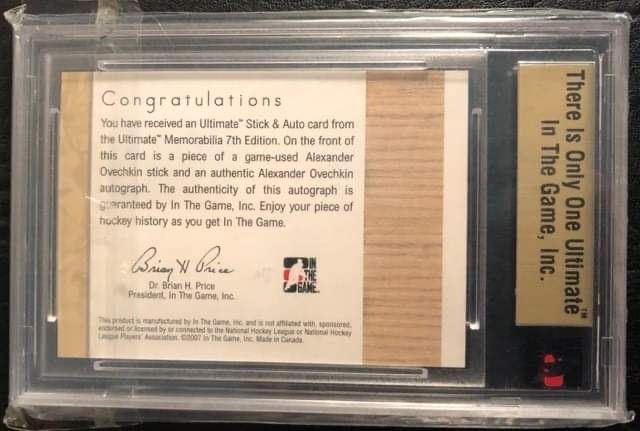 Congratulations
You have received an Ultimate™ Stick & Auto card from
the Ultimate™ Memorabilia 7th Edition. On the front of
this card is a piece of a game-used Alexander
Ovechkin stick and an authentic Alexander Ovechkin
autograph. The authenticity of this autograph is
guaranteed by In The Game, Inc. Enjoy your piece of
hockey history as you get In The Game.
Brian H Price
Dr. Brian H. Price
President, In The Game, Inc.
IN
THE
GAME
This product is manufactured by In The Game, Inc. and is not affiliated with, sponsored,
endorsed or licensed by or connected to the National Hockey League or National Hockey
League Players' Association. ©2007 In The Game, Inc. Made in Canada.
There Is Only One Ultimate™
In The Game, Inc.